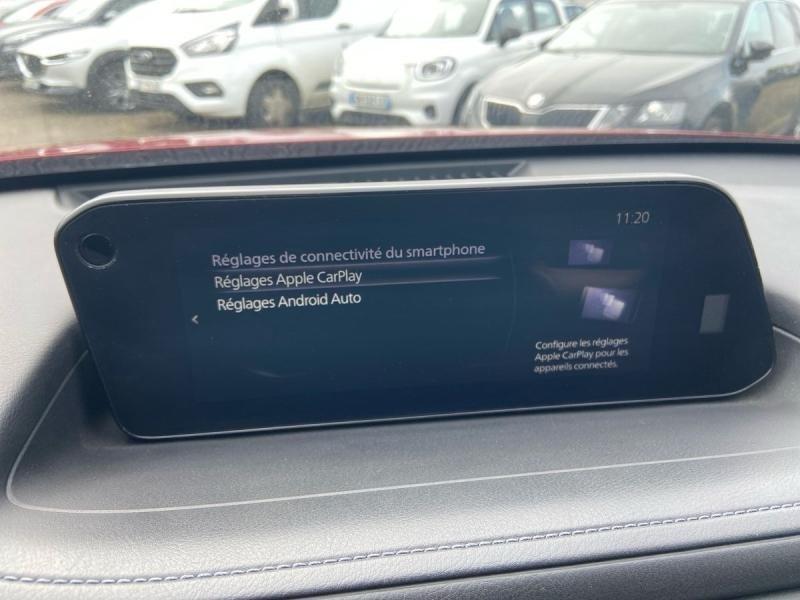 11:20
Réglages de connectivité du smartphone
Réglages Apple CarPlay
Réglages Android Auto
Configure les réglages
Apple CarPlay pour les
appareils connectés.